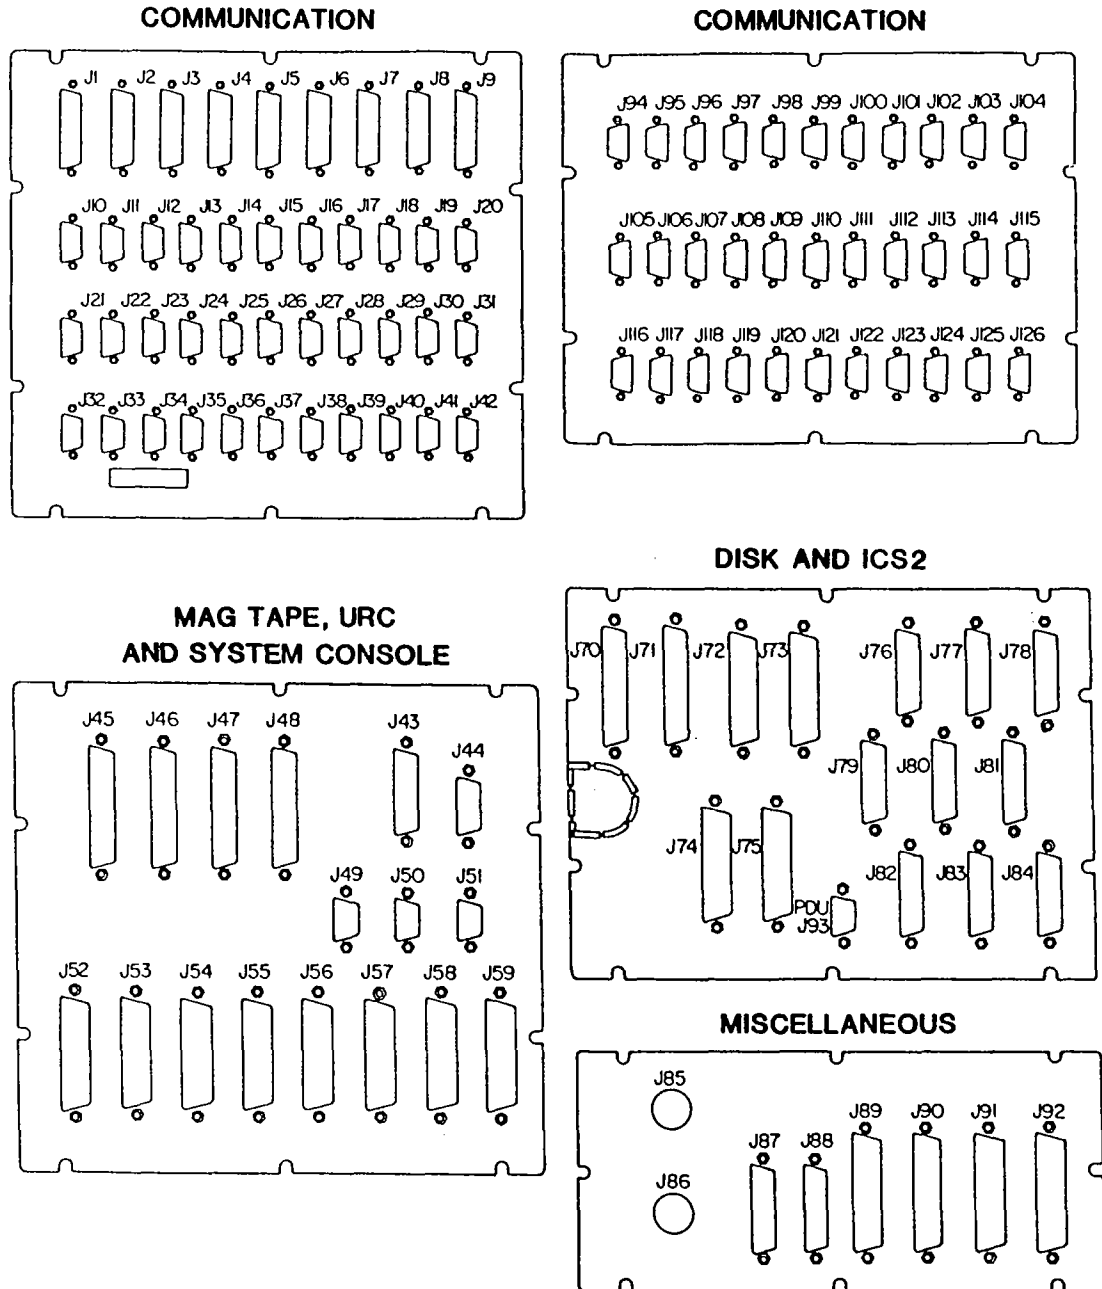 COMMUNICATION
J1 J2 J3 J4 J5 J6 J7 J8 J9
J10 J11 J12 J13 J14 J15 J16 J17 J18 J19 J20
J21 J22 J23 J24 J25 J26 J27 J28 J29 J30 J31
J32 J33 J34 J35 J36 J37 J38 J39 J40 J41 J42
COMMUNICATION
J94 J95 J96 J97 J98 J99 J100 J101 J102 J103 J104
J105 J106 J107 J108 J109 J110 J111 J112 J113 J114 J115
J116 J117 J118 J119 J120 J121 J122 J123 J124 J125 J126
MAG TAPE, URC
AND SYSTEM CONSOLE
J45 J46 J47 J48 J43
J44
J49 J50 J51
J52 J53 J54 J55 J56 J57 J58 J59
DISK AND ICS2
J70 J71 J72 J73 J76 J77 J78
J79 J80 J81
J74 J75 J82 J83 J84
PDU
J93
MISCELLANEOUS
J85
J89 J90 J91 J92
J87 J88
J86